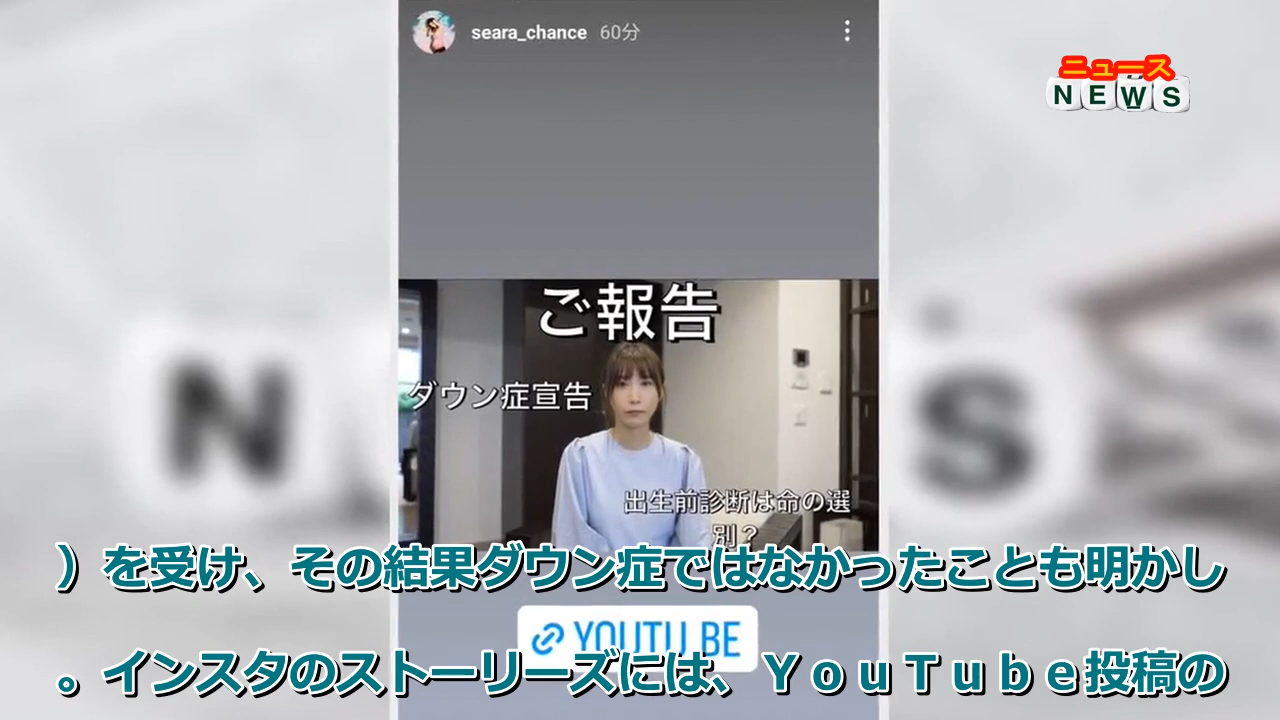 seara_chance 60分
ニュース
NEWS
N
S
ご報告
ダウン症宣告
出生前診断は命の選
別？
）を受け、その結果ダウン症ではなかったことも明かし
YOUTU.BE
。インスタのストーリーズには、ＹｏｕＴｕｂｅ投稿の